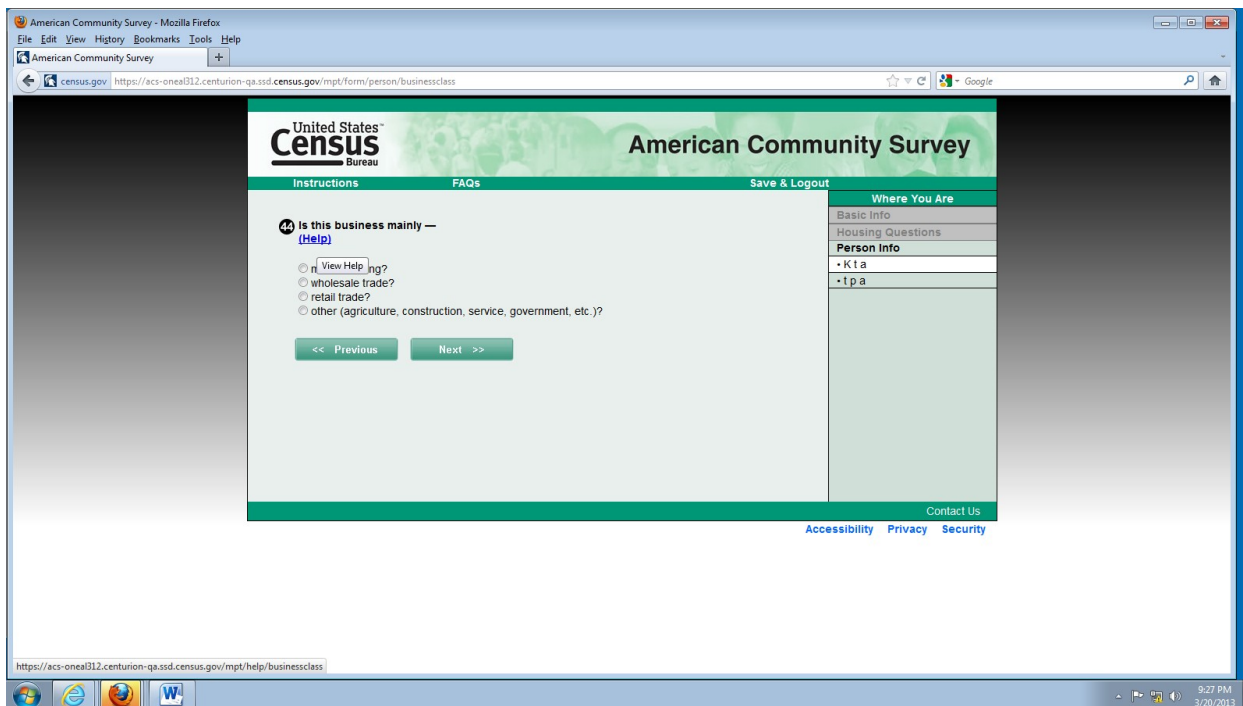 American Community Survey - Mozilla Firefox
File Edit View History Bookmarks Tools Help
American Community Survey +
census.gov https://acs-oneal312.centurion-qa.ssd.census.gov/mpt/form/person/businessclass Google
United States™
Census
Bureau
American Community Survey
Instructions FAQs Save & Logout
Where You Are
Basic Info
Housing Questions
Person Info
• K t a
• t p a
44 Is this business mainly —
(Help)
View Help
ng?
wholesale trade?
retail trade?
other (agriculture, construction, service, government, etc.)?
<< Previous Next >>
Contact Us
Accessibility Privacy Security
https://acs-oneal312.centurion-qa.ssd.census.gov/mpt/help/businessclass
9:27 PM
3/20/2013